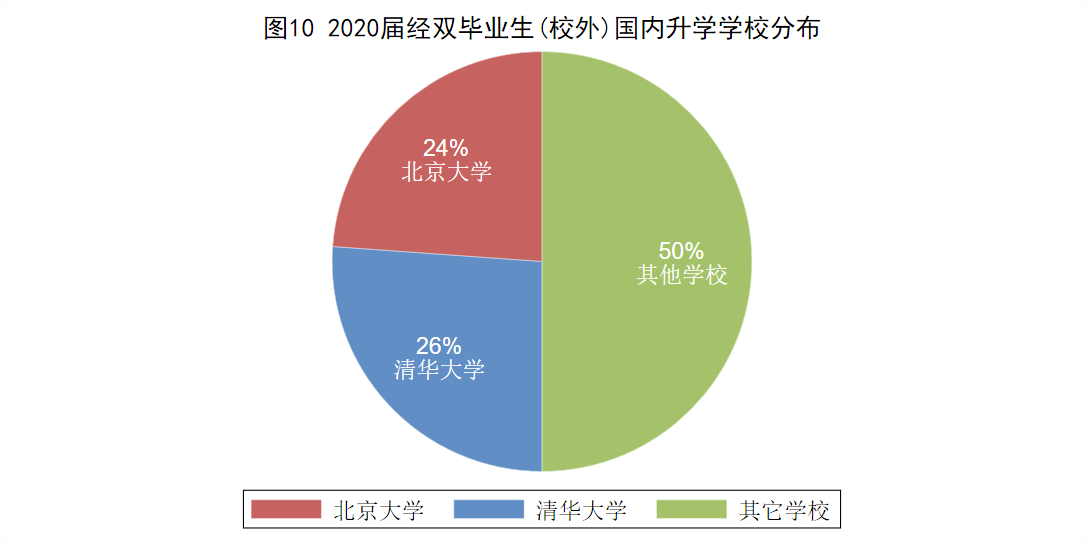 图10 2020届经双毕业生(校外)国内升学学校分布
24%
北京大学
50%
其他学校
26%
清华大学
北京大学 清华大学 其它学校